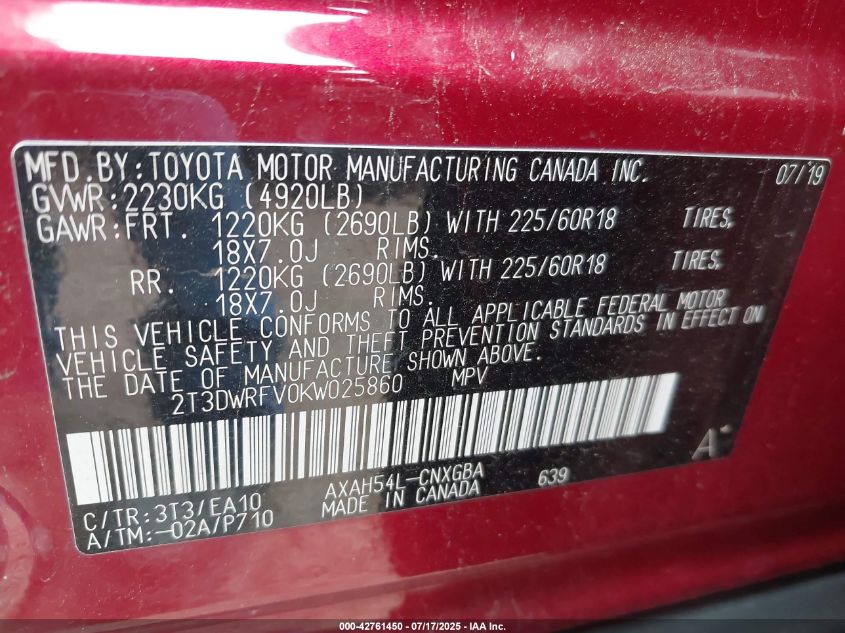 MFD.BY:TOYOTA MOTOR MANUFACTURING CANADA INC. 07/19
GVWR:2230KG (4920LB)
GAWR:FRT. 1220KG (2690LB) WITH 225/60R18 TIRES,
18X7.0J RIMS.
RR. 1220KG (2690LB) WITH 225/60R18 TIRES,
18X7.0J RIMS.
THIS VEHICLE CONFORMS TO ALL APPLICABLE FEDERAL MOTOR
VEHICLE SAFETY AND THEFT PREVENTION STANDARDS IN EFFECT ON
THE DATE OF MANUFACTURE SHOWN ABOVE.
2T3DWRFV0KW025860 MPV
A
C/TR:3T3/EA10 AXAH54L-CNXGBA 639
A/TM:-02A/P710 MADE IN CANADA
000-42761450 - 07/17/2025 - IAA Inc.